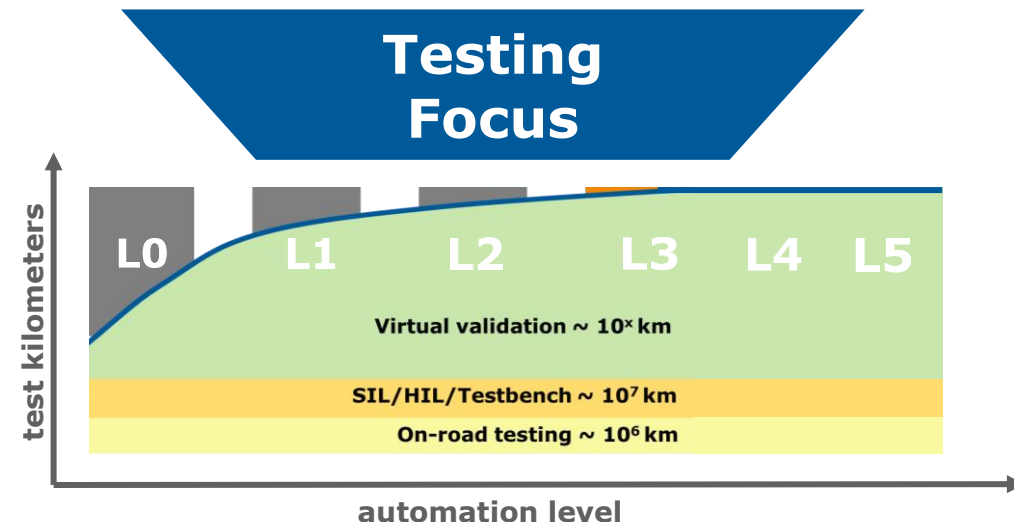 Testing
Focus
test kilometers
L0 L1 L2 L3 L4 L5
Virtual validation ~ 10ˣ km
SIL/HIL/Testbench ~ 10⁷ km
On-road testing ~ 10⁶ km
automation level